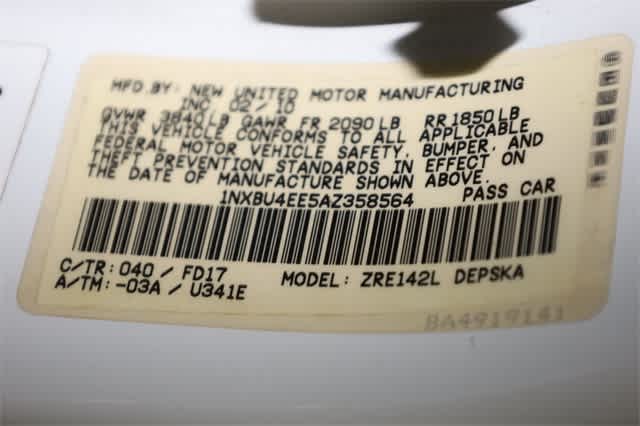 MFD.BY: NEW UNITED MOTOR MANUFACTURING
INC. 02/10
GVWR 3840LB GAWR FR 2090LB RR1850LB
THIS VEHICLE CONFORMS TO ALL APPLICABLE
FEDERAL MOTOR VEHICLE SAFETY, BUMPER, AND
THEFT PREVENTION STANDARDS IN EFFECT ON
THE DATE OF MANUFACTURE SHOWN ABOVE.
1NXBU4EE5AZ358564 PASS CAR
C/TR: 040 / FD17 MODEL: ZRE142L DEPSKA
A/TM: -03A / U341E
BA4919141